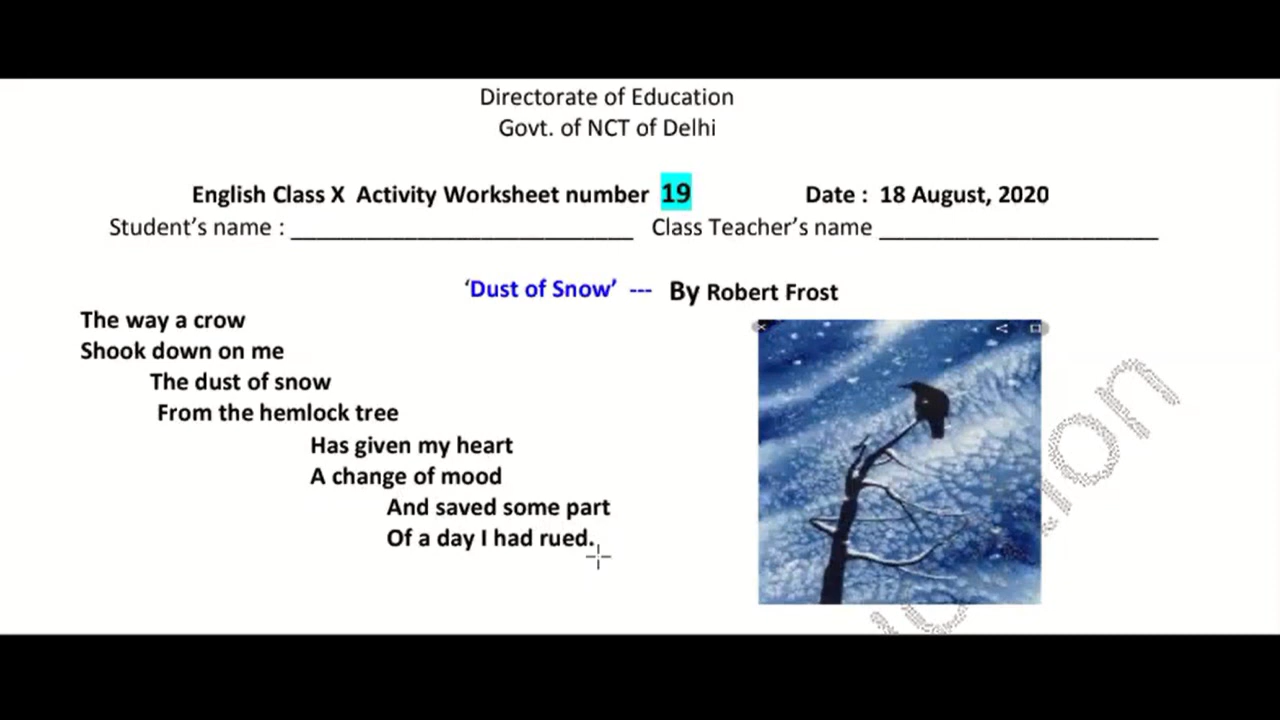 Directorate of Education
Govt. of NCT of Delhi
English Class X Activity Worksheet number 19 Date : 18 August, 2020
Student’s name : ___________________________ Class Teacher’s name ______________________
‘Dust of Snow’ --- By Robert Frost
The way a crow
Shook down on me
The dust of snow
From the hemlock tree
Has given my heart
A change of mood
And saved some part
Of a day I had rued.